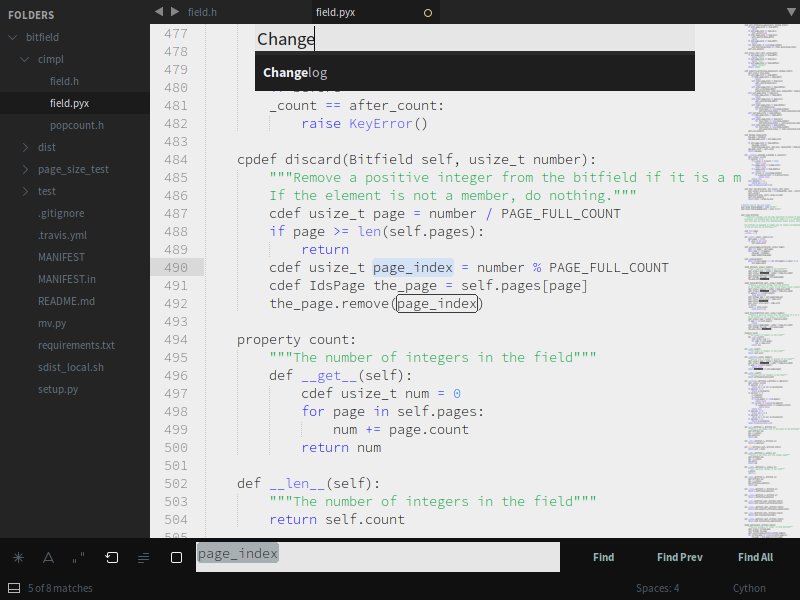 FOLDERS
bitfield
cimpl
field.h
field.pyx
popcount.h
dist
page_size_test
test
.gitignore
.travis.yml
MANIFEST
MANIFEST.in
README.md
mv.py
requirements.txt
sdist_local.sh
setup.py
field.h
field.pyx
Change
Changelog
477
478
479
480
481 _count == after_count:
482 raise KeyError()
483
484 cpdef discard(Bitfield self, usize_t number):
485 """Remove a positive integer from the bitfield if it is a m
486 If the element is not a member, do nothing."""
487 cdef usize_t page = number / PAGE_FULL_COUNT
488 if page >= len(self.pages):
489 return
490 cdef usize_t page_index = number % PAGE_FULL_COUNT
491 cdef IdsPage the_page = self.pages[page]
492 the_page.remove(page_index)
493
494 property count:
495 """The number of integers in the field"""
496 def __get__(self):
497 cdef usize_t num = 0
498 for page in self.pages:
499 num += page.count
500 return num
501
502 def __len__(self):
503 """The number of integers in the field"""
504 return self.count
505
page_index
Find
Find Prev
Find All
5 of 8 matches
Spaces: 4
Cython